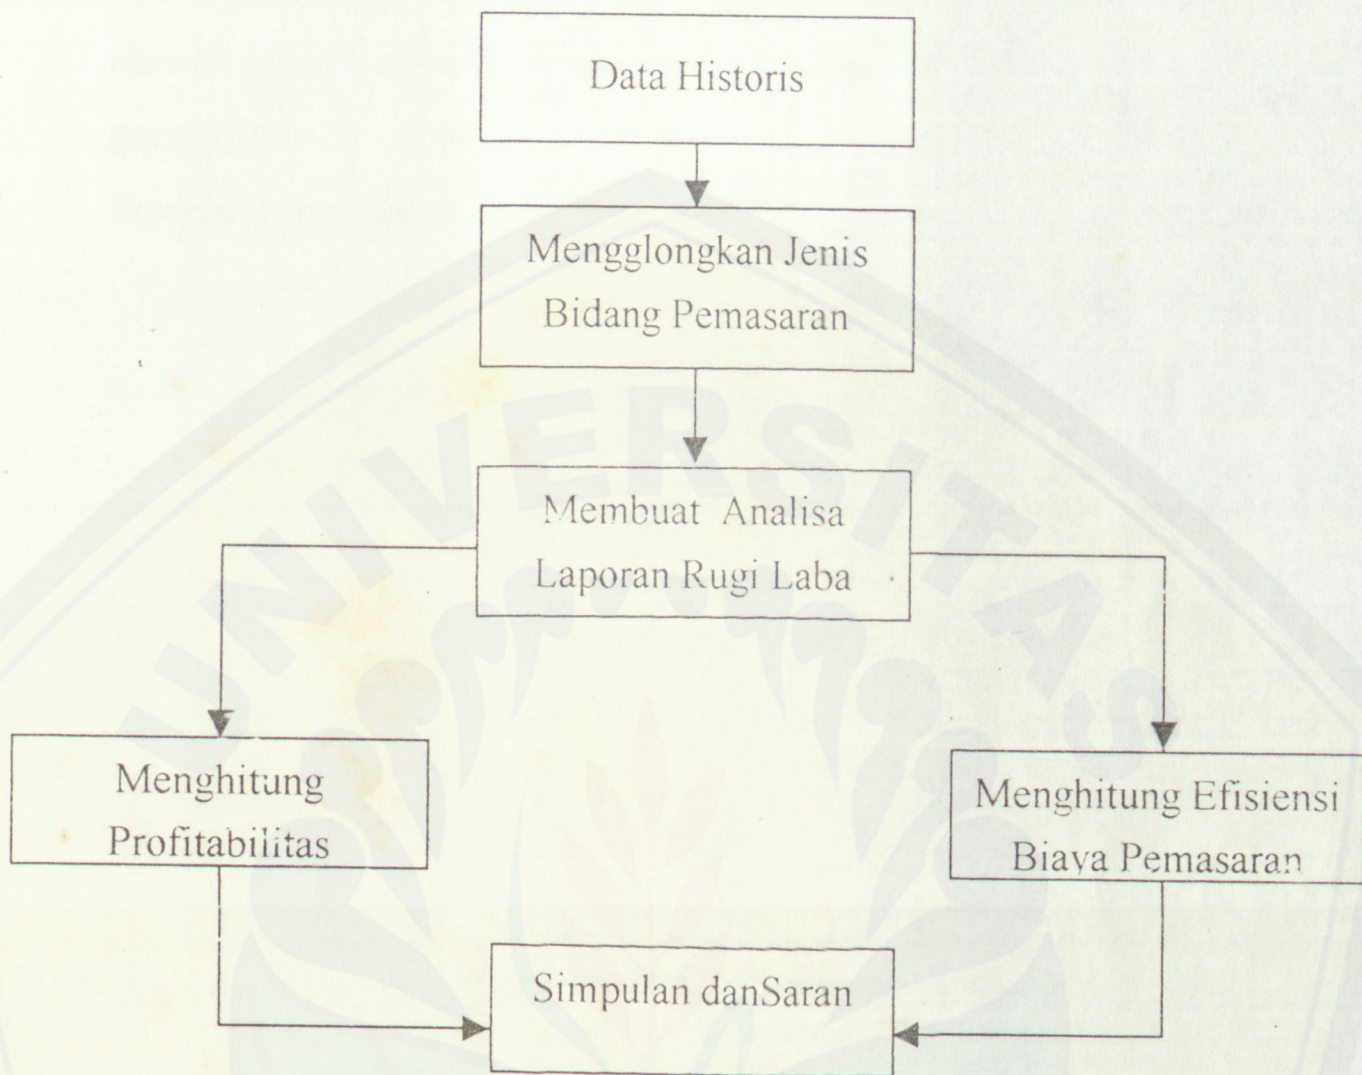 Data Historis
Mengglongkan Jenis
Bidang Pemasaran
Membuat Analisa
Laporan Rugi Laba
Menghitung
Profitabilitas
Menghitung Efisiensi
Biaya Pemasaran
Simpulan danSaran
UNIVERSITAS